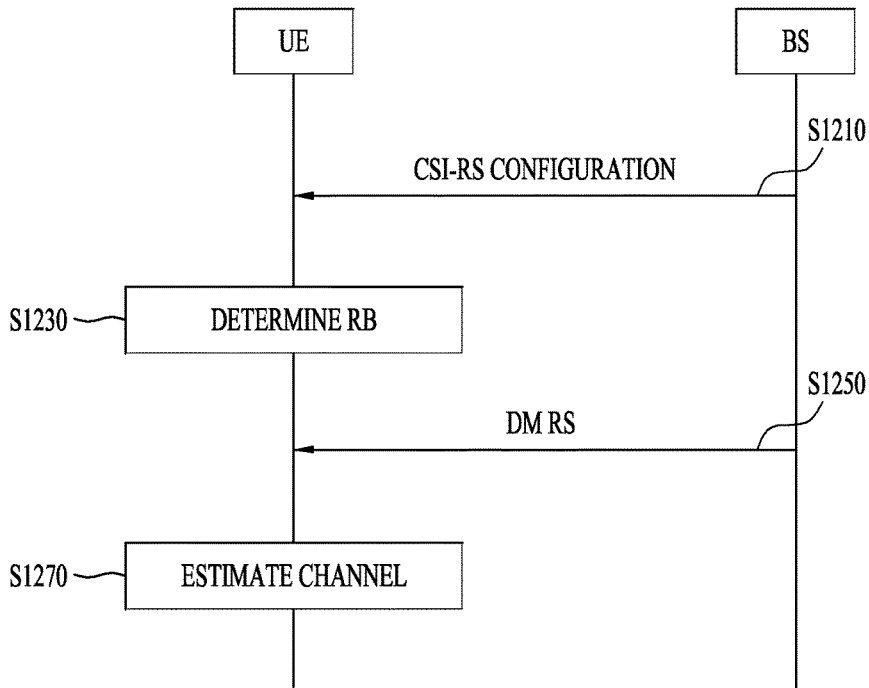 UE
BS
S1210
CSI-RS CONFIGURATION
S1230
DETERMINE RB
S1250
DM RS
S1270
ESTIMATE CHANNEL